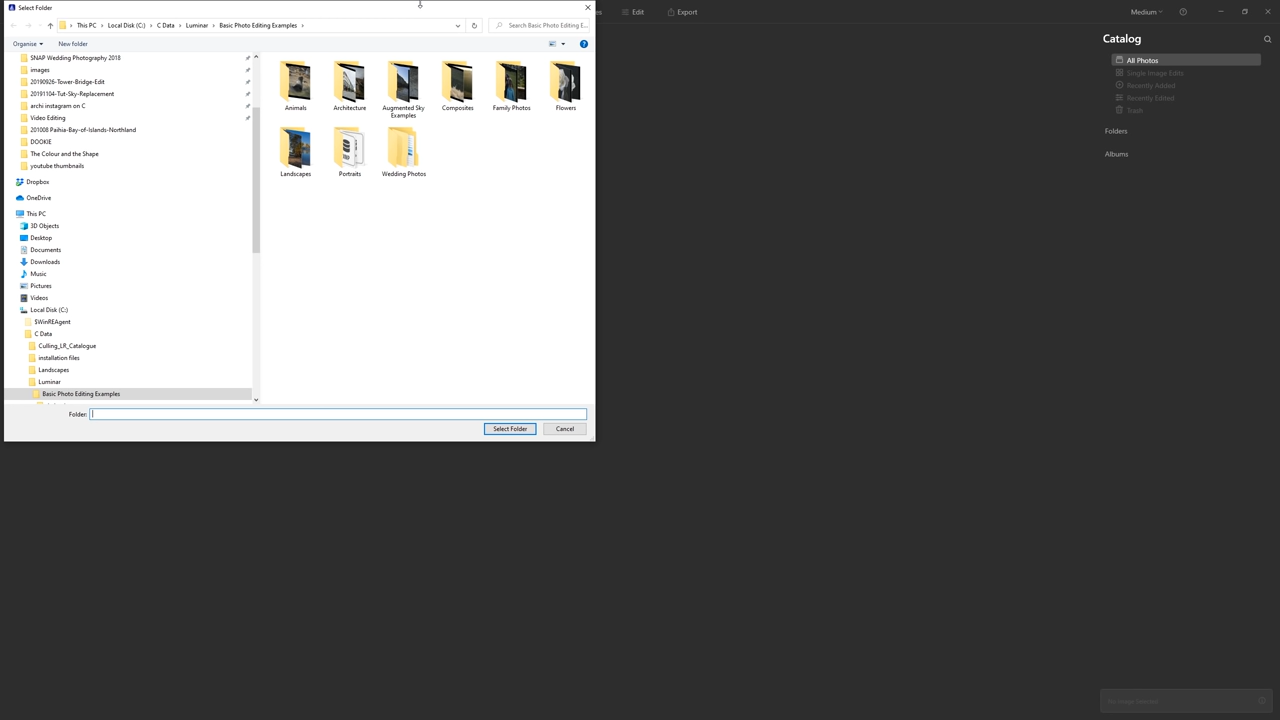 Select Folder
This PC > Local Disk (C:) > C Data > Luminar > Basic Photo Editing Examples >
Search Basic Photo Editing E...
Organise
New folder
SNAP Wedding Photography 2018
images
20190926-Tower-Bridge-Edit
20191104-Tut-Sky-Replacement
archi instagram on C
Video Editing
201008 Paihia-Bay-of-Islands-Northland
DOOKIE
The Colour and the Shape
youtube thumbnails
Dropbox
OneDrive
This PC
3D Objects
Desktop
Documents
Downloads
Music
Pictures
Videos
Local Disk (C:)
$WinREAgent
C Data
Culling_LR_Catalogue
installation files
Landscapes
Luminar
Basic Photo Editing Examples
Animals
Architecture
Augmented Sky
Examples
Composites
Family Photos
Flowers
Landscapes
Portraits
Wedding Photos
Folder:
Select Folder
Cancel
Edit
Export
Medium
Catalog
All Photos
Single Image Edits
Recently Added
Recently Edited
Trash
Folders
Albums